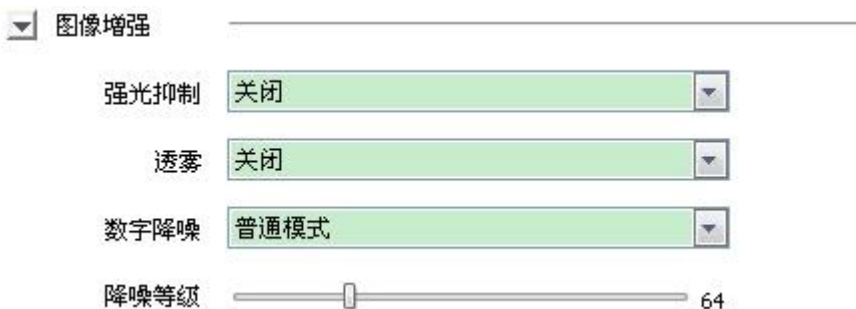 图像增强
强光抑制 关闭
透雾 关闭
数字降噪 普通模式
降噪等级 64